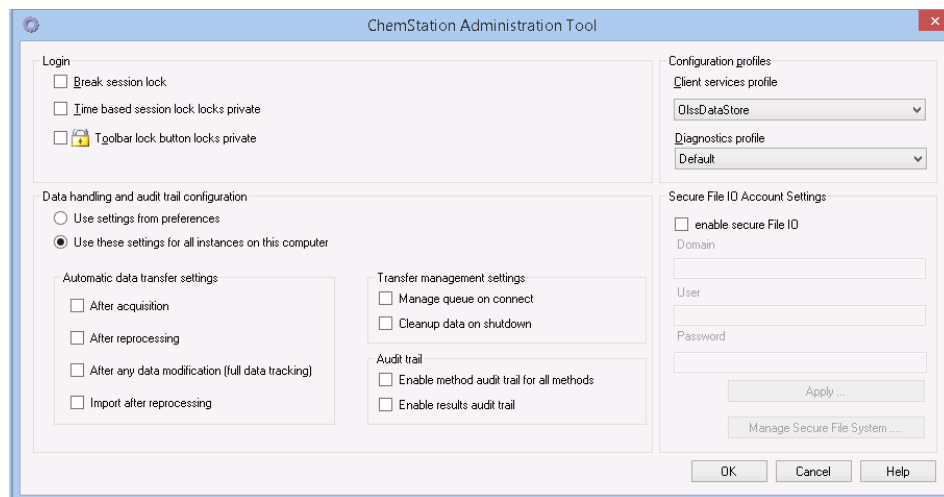 ChemStation Administration Tool
Login
Break session lock
Time based session lock locks private
Toolbar lock button locks private
Configuration profiles
Client services profile
OlssDataStore
Diagnostics profile
Default
Data handling and audit trail configuration
Use settings from preferences
Use these settings for all instances on this computer
Automatic data transfer settings
After acquisition
After reprocessing
After any data modification (full data tracking)
Import after reprocessing
Transfer management settings
Manage queue on connect
Cleanup data on shutdown
Audit trail
Enable method audit trail for all methods
Enable results audit trail
Secure File IO Account Settings
enable secure File IO
Domain
User
Password
Apply ...
Manage Secure File System ....
OK Cancel Help